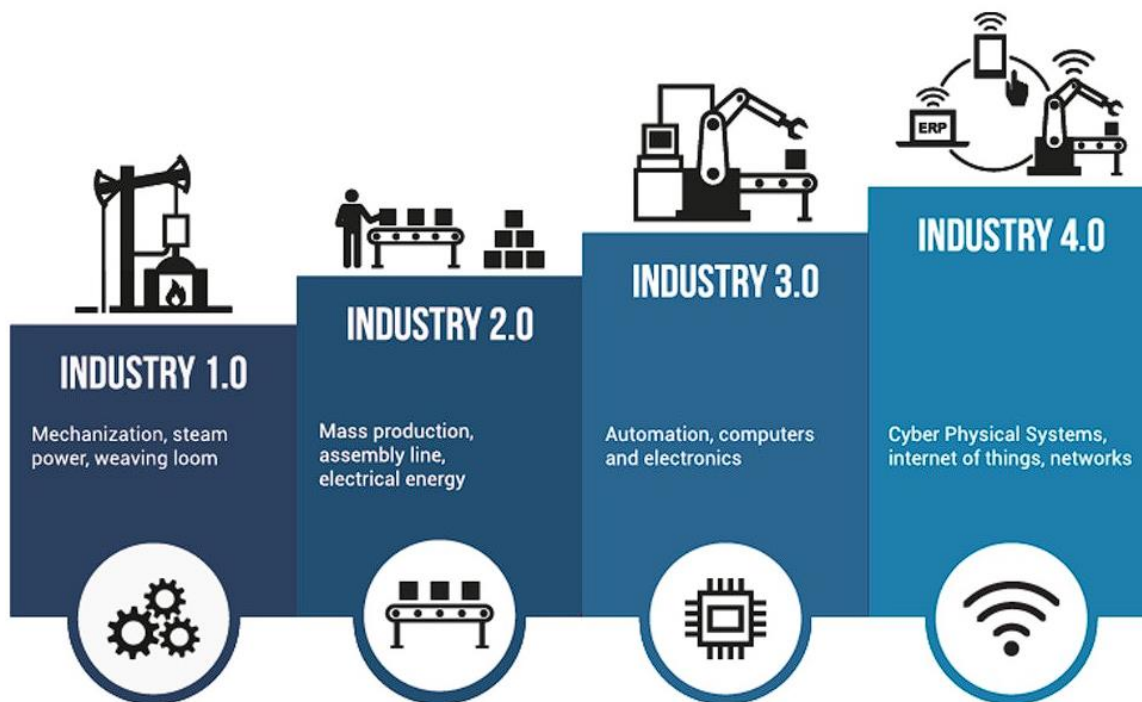 ERP
INDUSTRY 1.0
Mechanization, steam
power, weaving loom
INDUSTRY 2.0
Mass production,
assembly line,
electrical energy
INDUSTRY 3.0
Automation, computers
and electronics
INDUSTRY 4.0
Cyber Physical Systems,
internet of things, networks